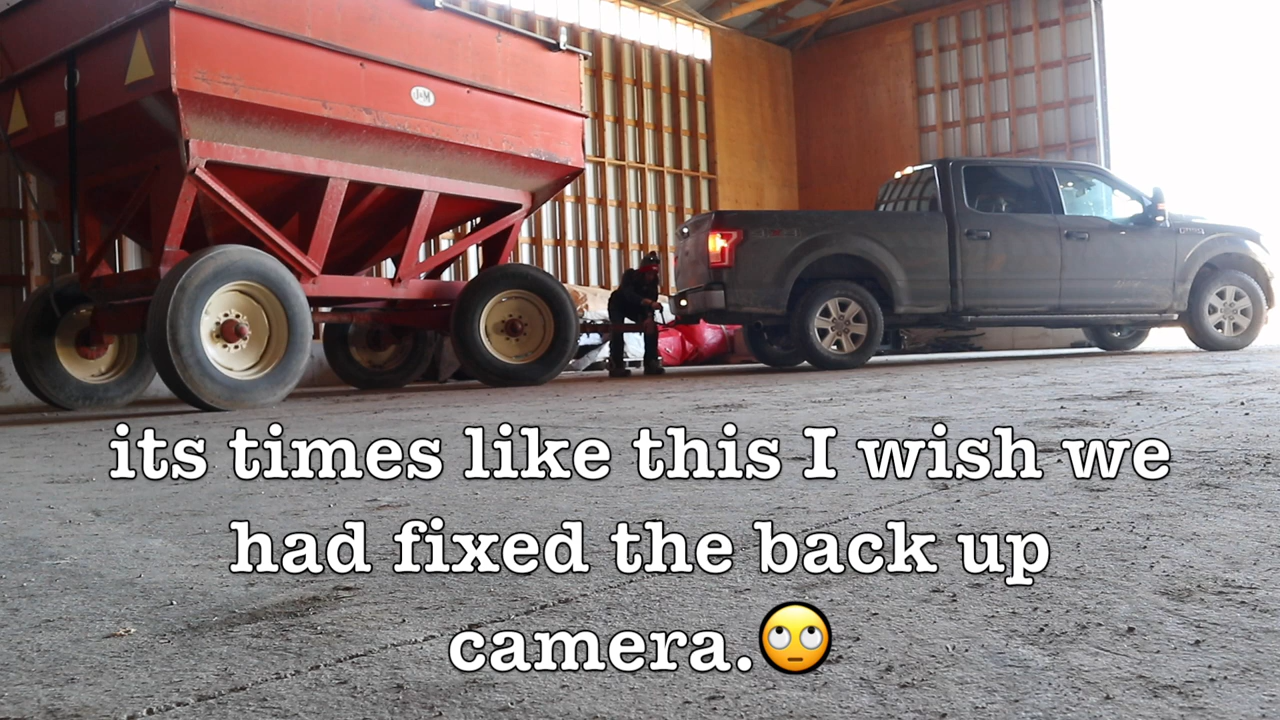 J&M
its times like this I wish we
had fixed the back up
camera.🙄